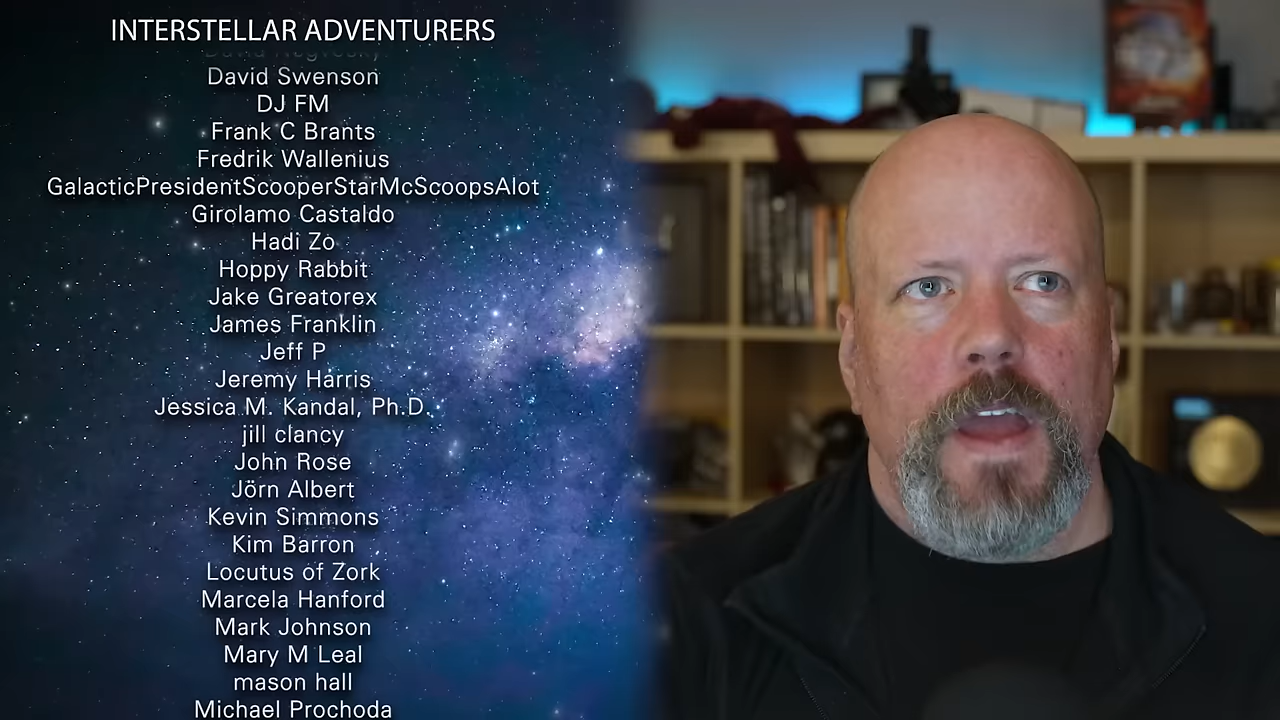 INTERSTELLAR ADVENTURERS
David Swenson
DJ FM
Frank C Brants
Fredrik Wallenius
GalacticPresidentScooperStarMcScoopsAlot
Girolamo Castaldo
Hadi Zo
Hoppy Rabbit
Jake Greatorex
James Franklin
Jeff P
Jeremy Harris
Jessica M. Kandal, Ph.D.
jill clancy
John Rose
Jörn Albert
Kevin Simmons
Kim Barron
Locutus of Zork
Marcela Hanford
Mark Johnson
Mary M Leal
mason hall
Michael Prochoda